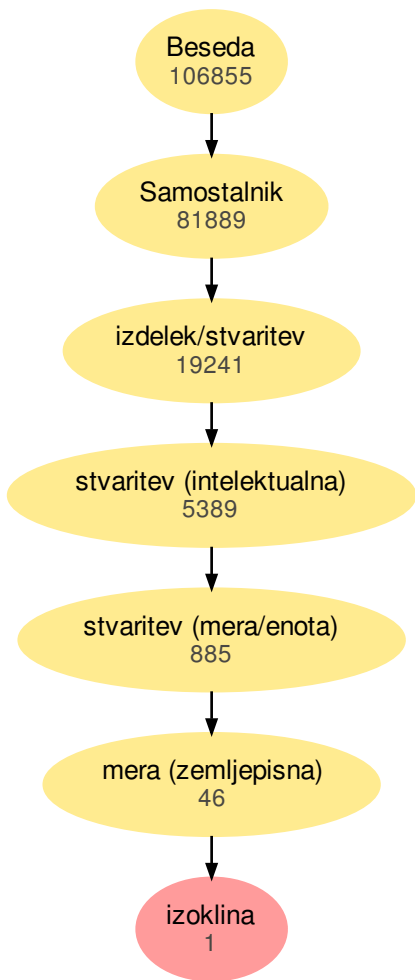 Beseda
106855
Samostalnik
81889
izdelek/stvaritev
19241
stvaritev (intelektualna)
5389
stvaritev (mera/enota)
885
mera (zemljepisna)
46
izoklina
1